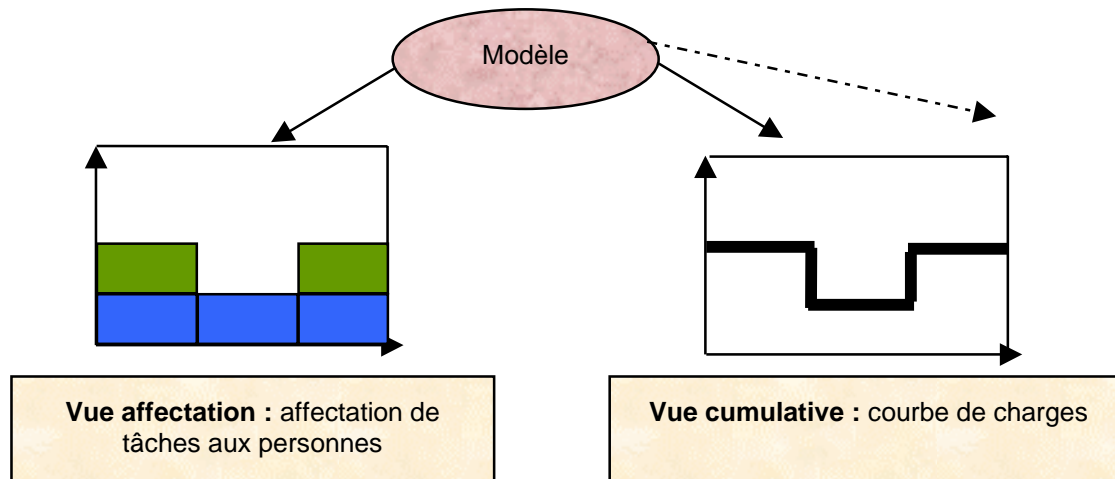 Modèle
Vue affectation : affectation de
tâches aux personnes
Vue cumulative : courbe de charges